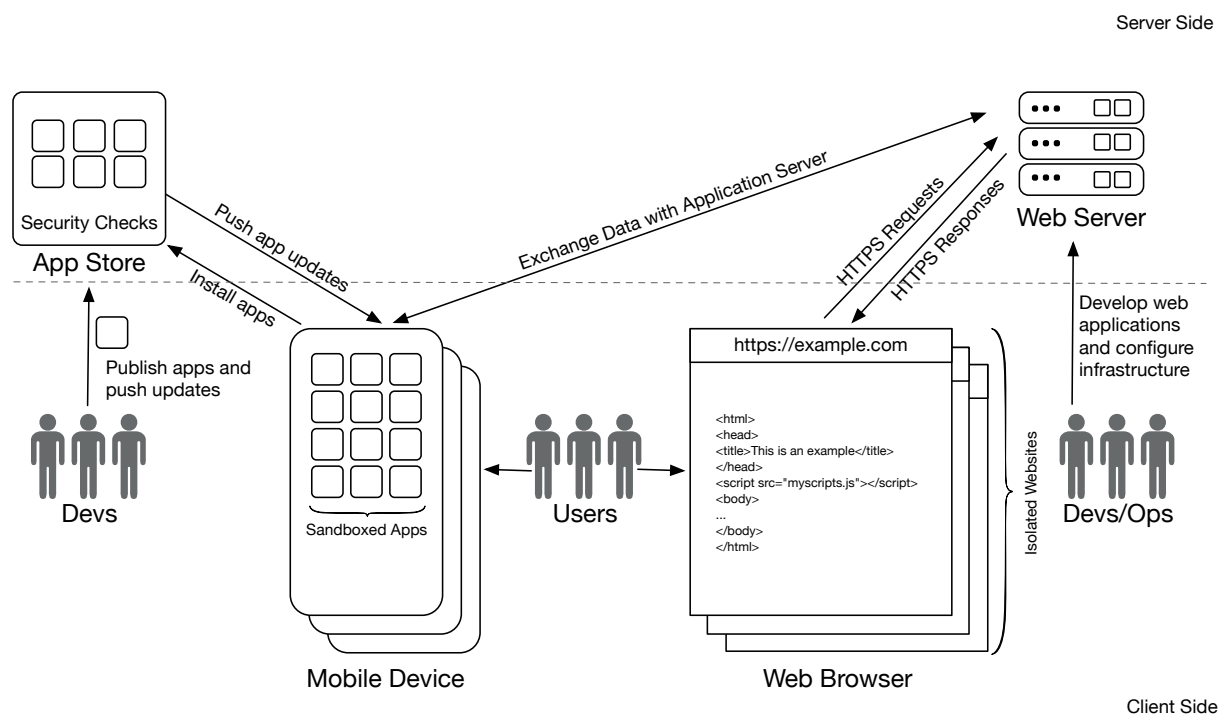 Server Side
Security Checks
App Store
Push app updates
Install apps
Exchange Data with Application Server
HTTPS Requests
HTTPS Responses
Web Server
Publish apps and
push updates
Devs
Sandboxed Apps
Mobile Device
Users
https://example.com
<html>
<head>
<title>This is an example</title>
</head>
<script src="myscripts.js"></script>
<body>
...
</body>
</html>
Web Browser
Isolated Websites
Develop web
applications
and configure
infrastructure
Devs/Ops
Client Side